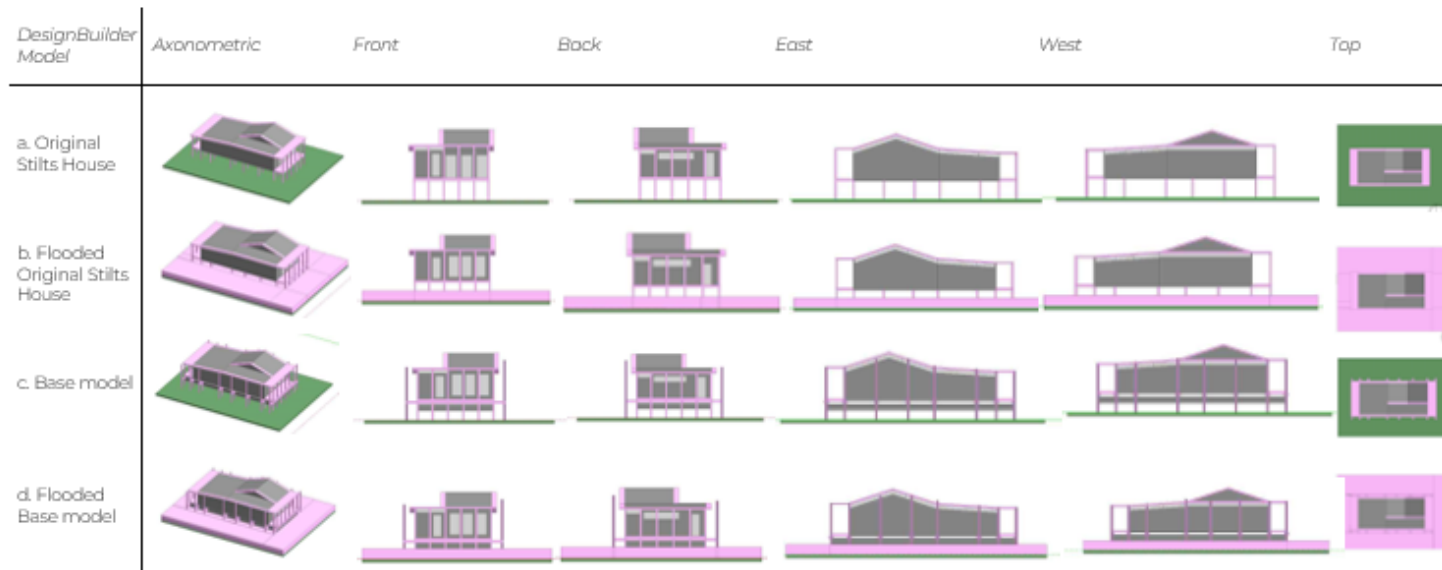 DesignBuilder
Model
Axonometric
Front
Back
East
West
Top
a. Original
Stilts House
b. Flooded
Original Stilts
House
c. Base model
d. Flooded
Base model